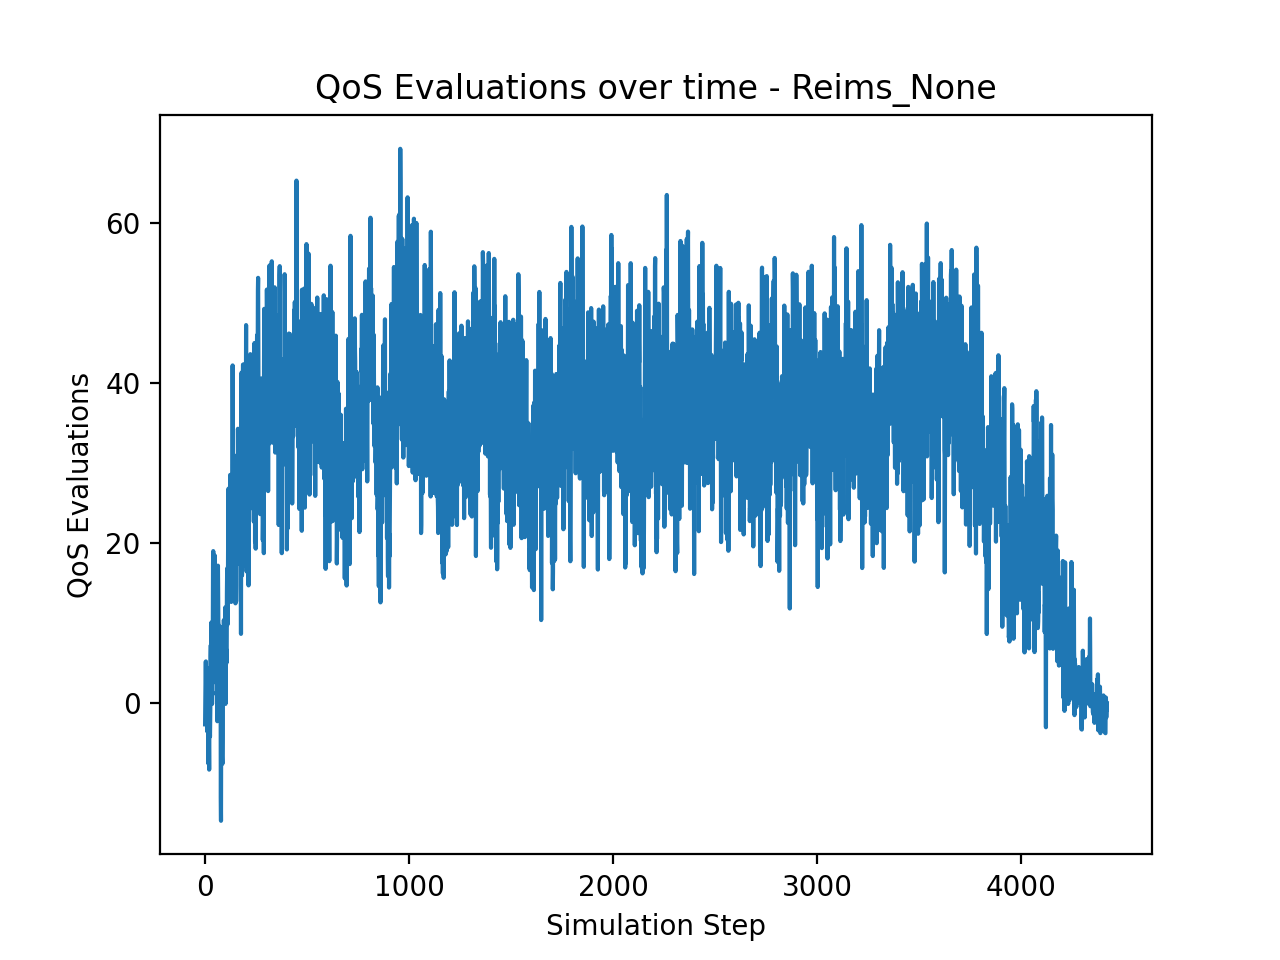 QoS Evaluations over time - Reims_None
QoS Evaluations
60
40
20
0
0 1000 2000 3000 4000
Simulation Step